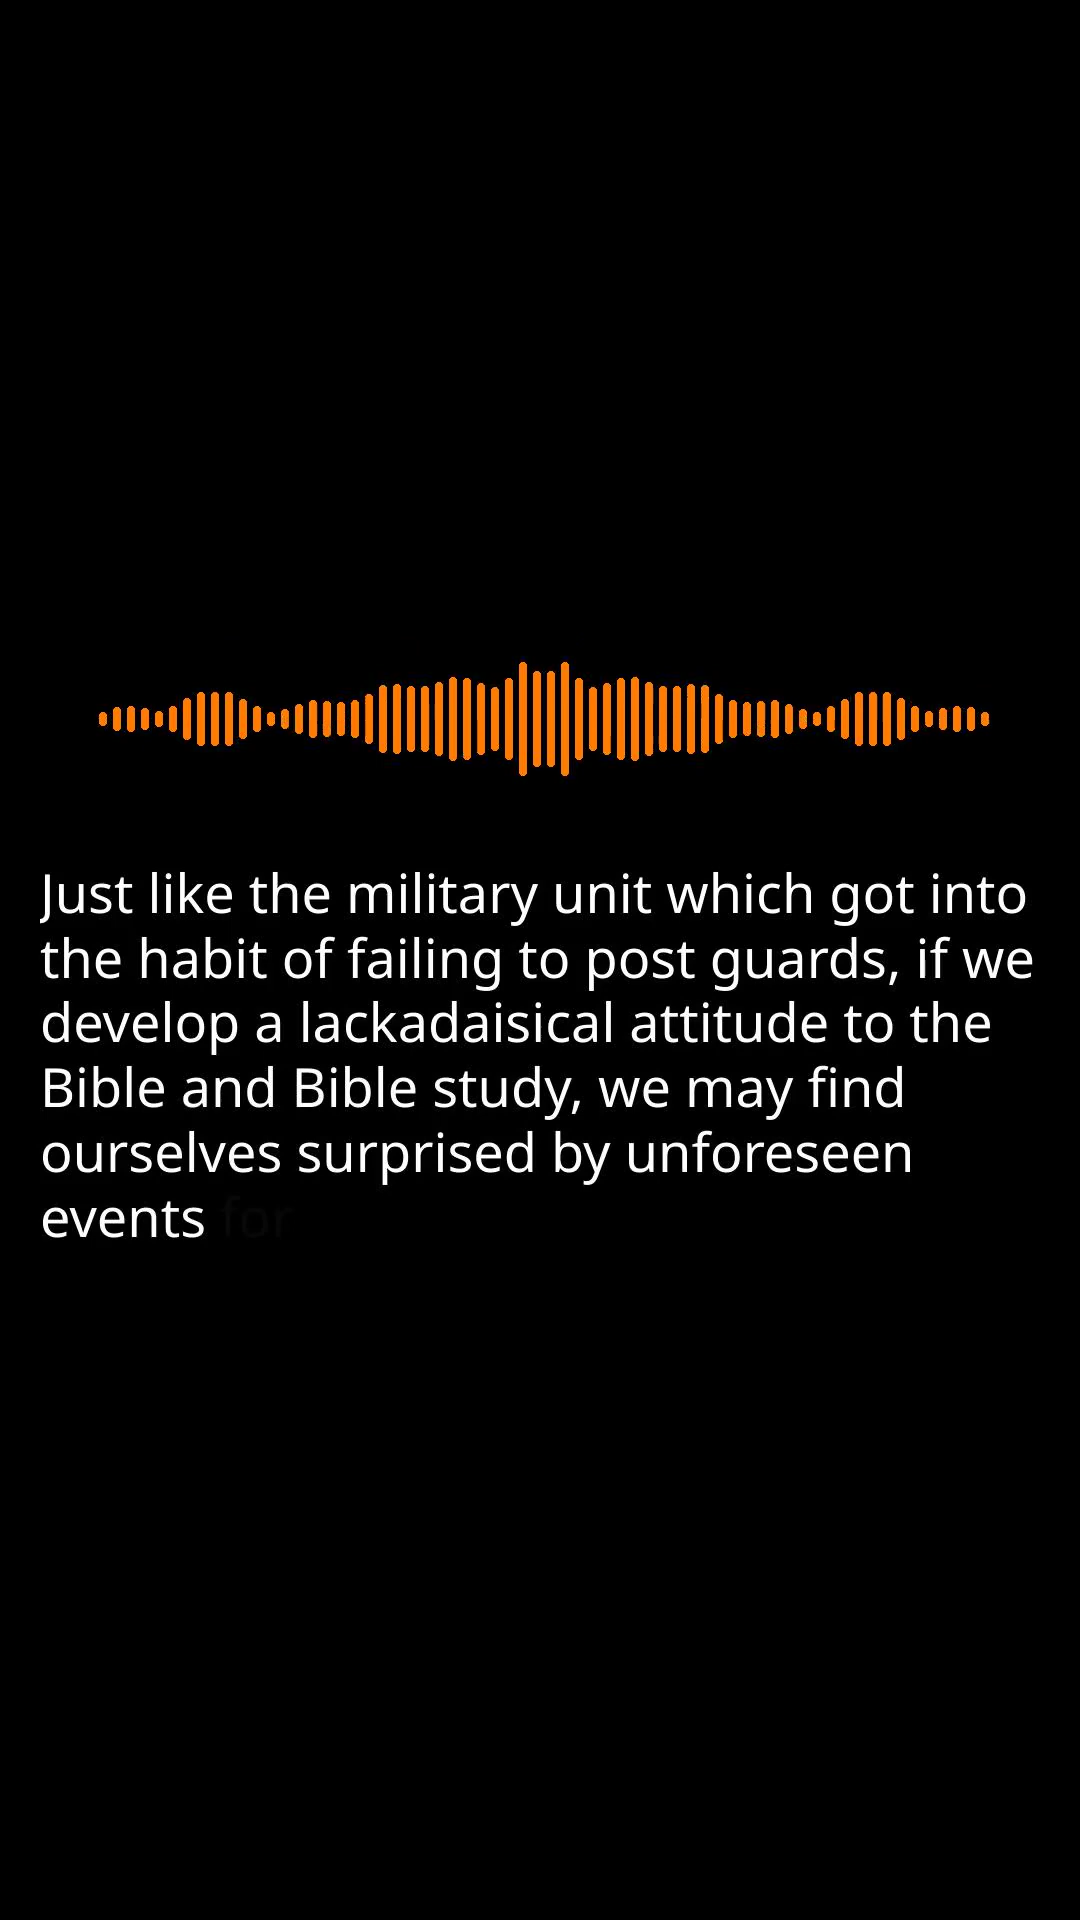 Just like the military unit which got into
the habit of failing to post guards, if we
develop a lackadaisical attitude to the
Bible and Bible study, we may find
ourselves surprised by unforeseen
events for